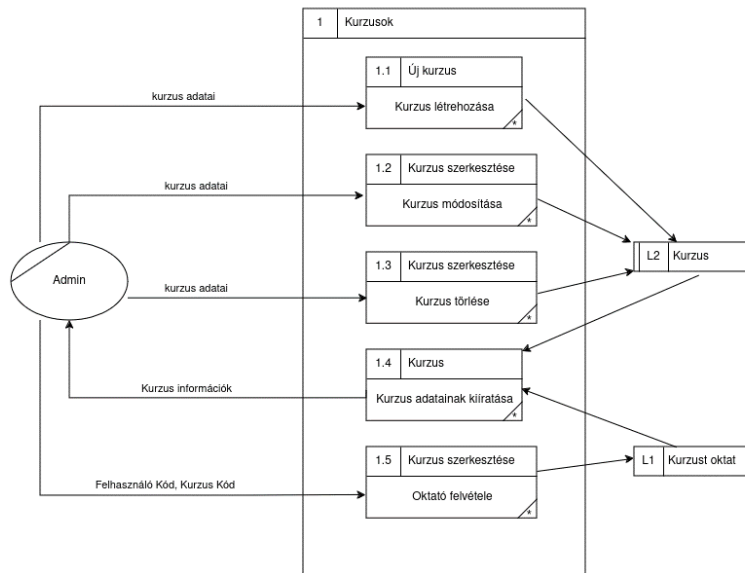 1 Kurzusok
1.1 Új kurzus
kurzus adatai
Kurzus létrehozása
*
1.2 Kurzus szerkesztése
kurzus adatai
Kurzus módosítása
*
L2 Kurzus
1.3 Kurzus szerkesztése
Admin
kurzus adatai
Kurzus törlése
*
1.4 Kurzus
Kurzus információk
Kurzus adatainak kiíratása
*
1.5 Kurzus szerkesztése
L1 Kurzust oktat
Felhasználó Kód, Kurzus Kód
Oktató felvétele
*